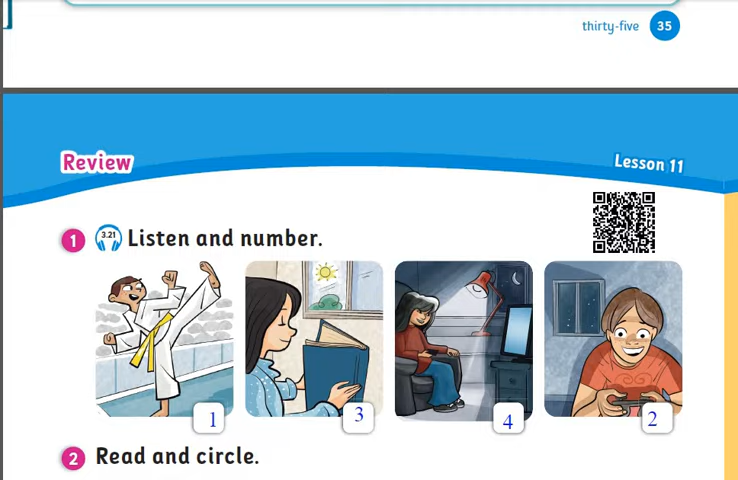 thirty-five 35
Review
Lesson 11
1 3.21 Listen and number.
1 3 4 2
2 Read and circle.